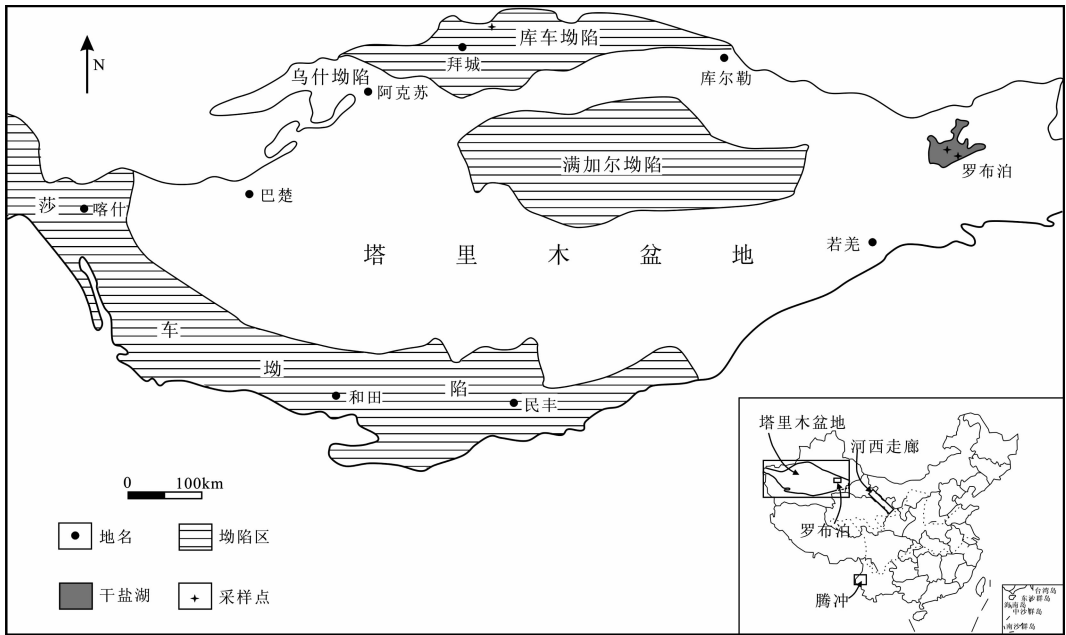 N
库车坳陷
拜城
库尔勒
乌什坳陷
阿克苏
满加尔坳陷
罗布泊
莎
喀什
巴楚
若羌
塔里木盆地
车
坳
陷
和田
民丰
0 100km
地名
坳陷区
干盐湖
采样点
塔里木盆地
河西走廊
罗布泊
腾冲
台湾岛
东沙群岛
海南岛
中沙群岛
南沙群岛